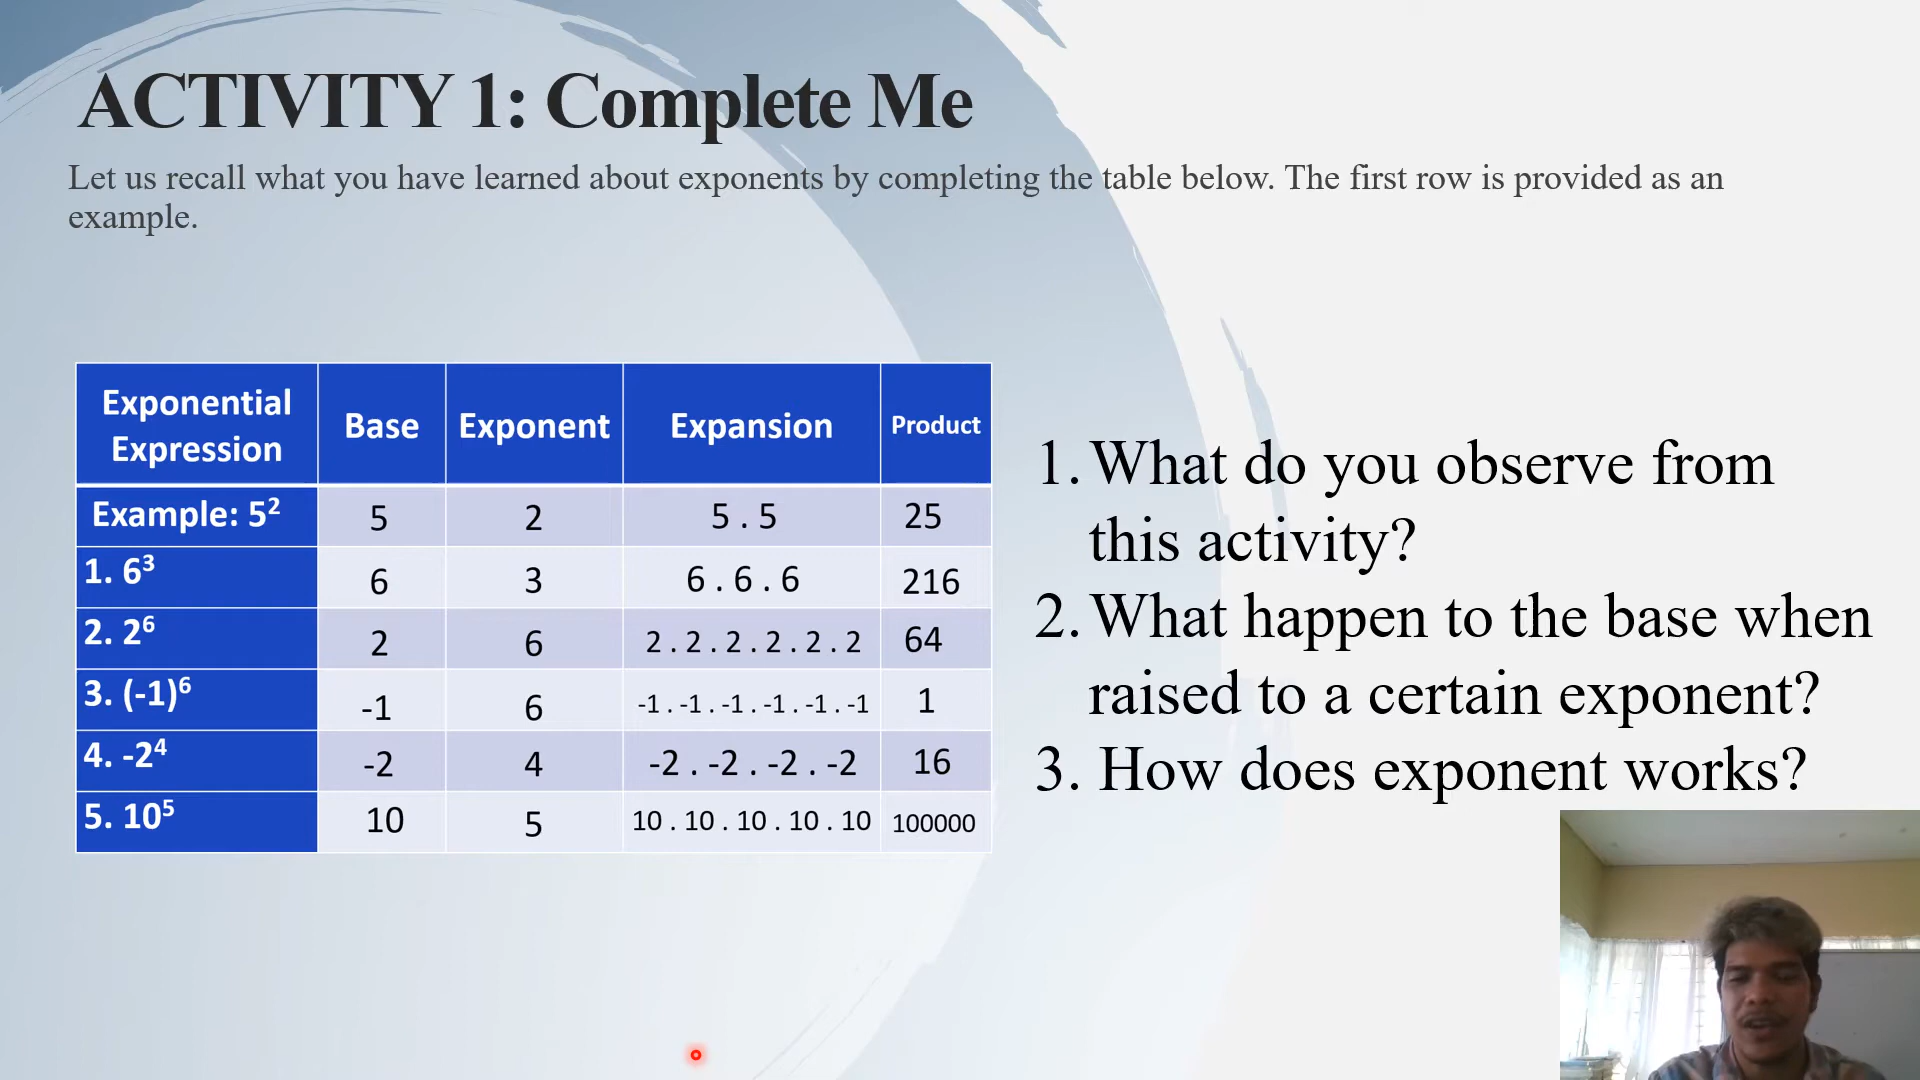 ACTIVITY 1: Complete Me
Let us recall what you have learned about exponents by completing the table below. The first row is provided as an
example.
Exponential Expression Base Exponent Expansion Product
Example: 5² 5 2 5 . 5 25
1. 6³ 6 3 6 . 6 . 6 216
2. 2⁶ 2 6 2 . 2 . 2 . 2 . 2 . 2 64
3. (-1)⁶ -1 6 -1 . -1 . -1 . -1 . -1 . -1 1
4. -2⁴ -2 4 -2 . -2 . -2 . -2 16
5. 10⁵ 10 5 10 . 10 . 10 . 10 . 10 100000
1. What do you observe from
this activity?
2. What happen to the base when
raised to a certain exponent?
3. How does exponent works?